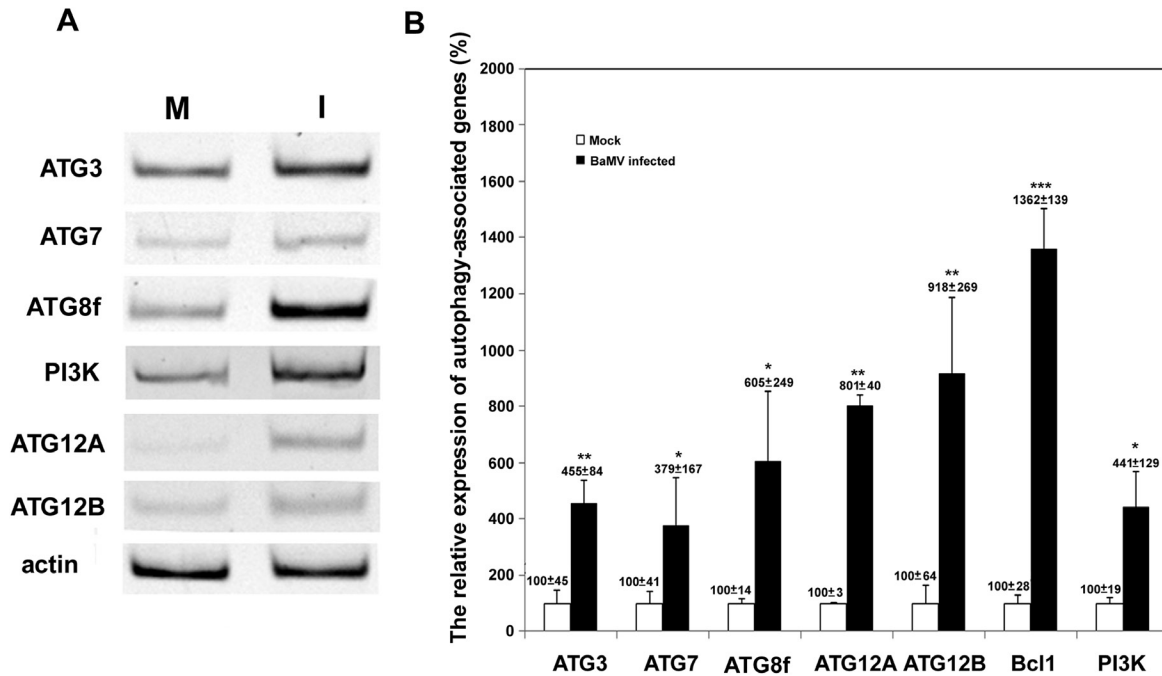 A
M I
ATG3
ATG7
ATG8f
PI3K
ATG12A
ATG12B
actin
B
The relative expression of autophagy-associated genes (%)
2000
1800
1600
1400
1200
1000
800
600
400
200
0
Mock
BaMV infected
**
455±84
*
379±167
*
605±249
**
801±40
**
918±269
***
1362±139
*
441±129
100±45
100±41
100±14
100±3
100±64
100±28
100±19
ATG3 ATG7 ATG8f ATG12A ATG12B Bcl1 PI3K